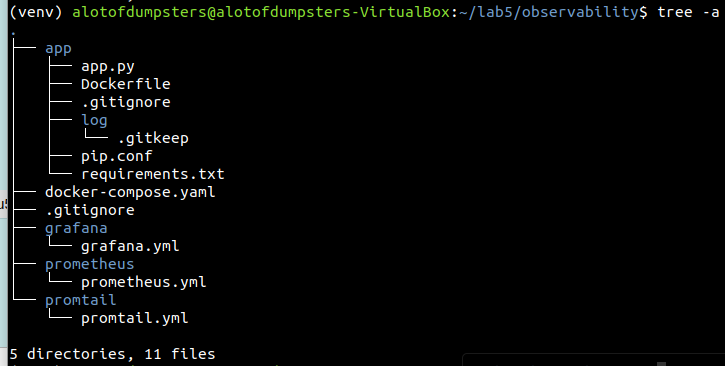 (venv) alotofdumpsters@alotofdumpsters-VirtualBox:~/lab5/observability$ tree -a
.
├── app
│   ├── app.py
│   ├── Dockerfile
│   ├── .gitignore
│   ├── log
│   │   └── .gitkeep
│   ├── pip.conf
│   └── requirements.txt
├── docker-compose.yaml
├── .gitignore
├── grafana
│   └── grafana.yml
├── prometheus
│   └── prometheus.yml
└── promtail
    └── promtail.yml
5 directories, 11 files